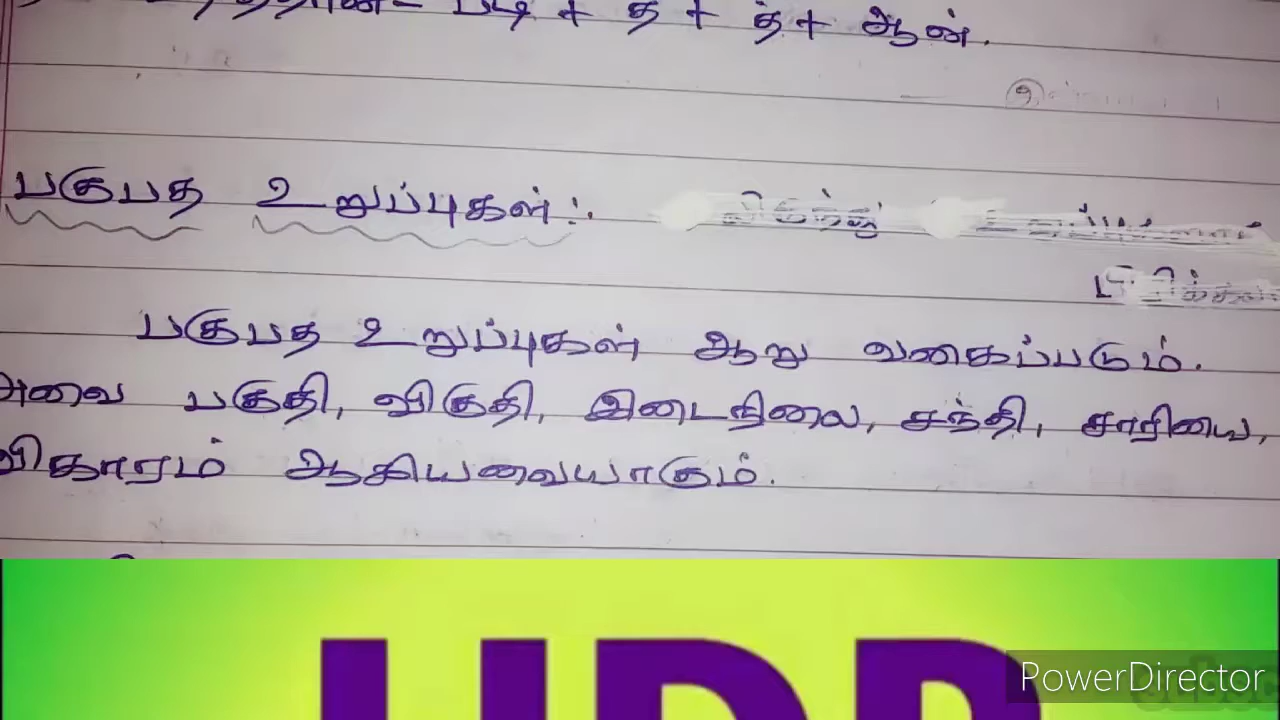 படி + த + த் + ஆன்.
பகுபத உறுப்புகள் :.
பகுபத உறுப்புகள் ஆறு வகைப்படும்.
அவை பகுதி, விகுதி, இடைநிலை, சந்தி, சாரியை,
விகாரம் ஆகியவையாகும்.
PowerDirector